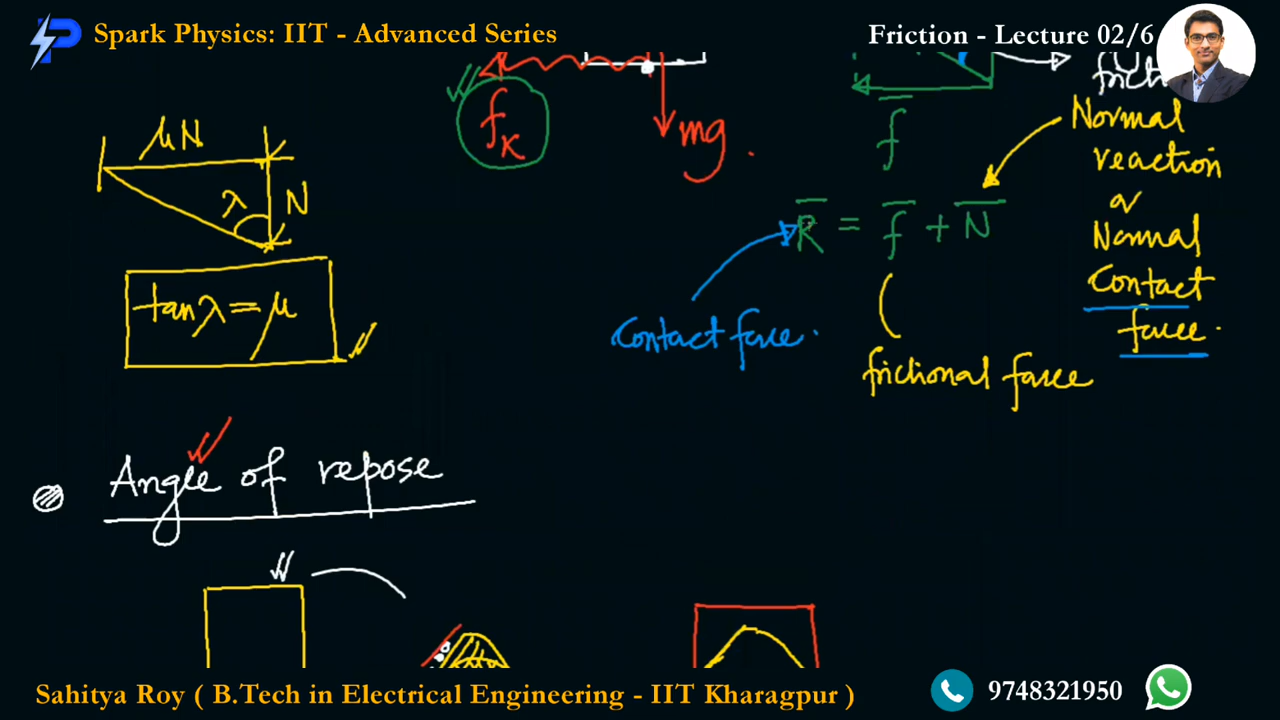 Spark Physics: IIT - Advanced Series
Friction - Lecture 02/6
μN
λ
N
tanλ = μ
fK
mg.
f
R = f + N
Contact force.
frictional force
Normal
reaction
or
Normal
Contact
force.
Angle of repose
Sahitya Roy ( B.Tech in Electrical Engineering - IIT Kharagpur )
9748321950